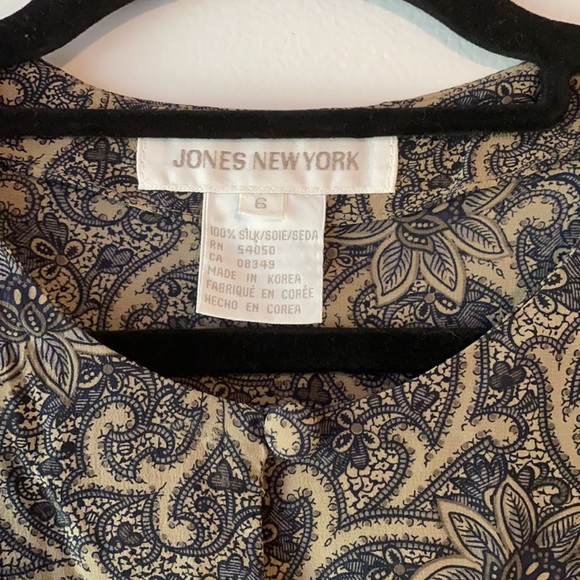 JONES NEW YORK
6
100% SILK/SOIE/SEDA
RN 54050
CA 08349
MADE IN KOREA
FABRIQUÉ EN CORÉE
HECHO EN COREA